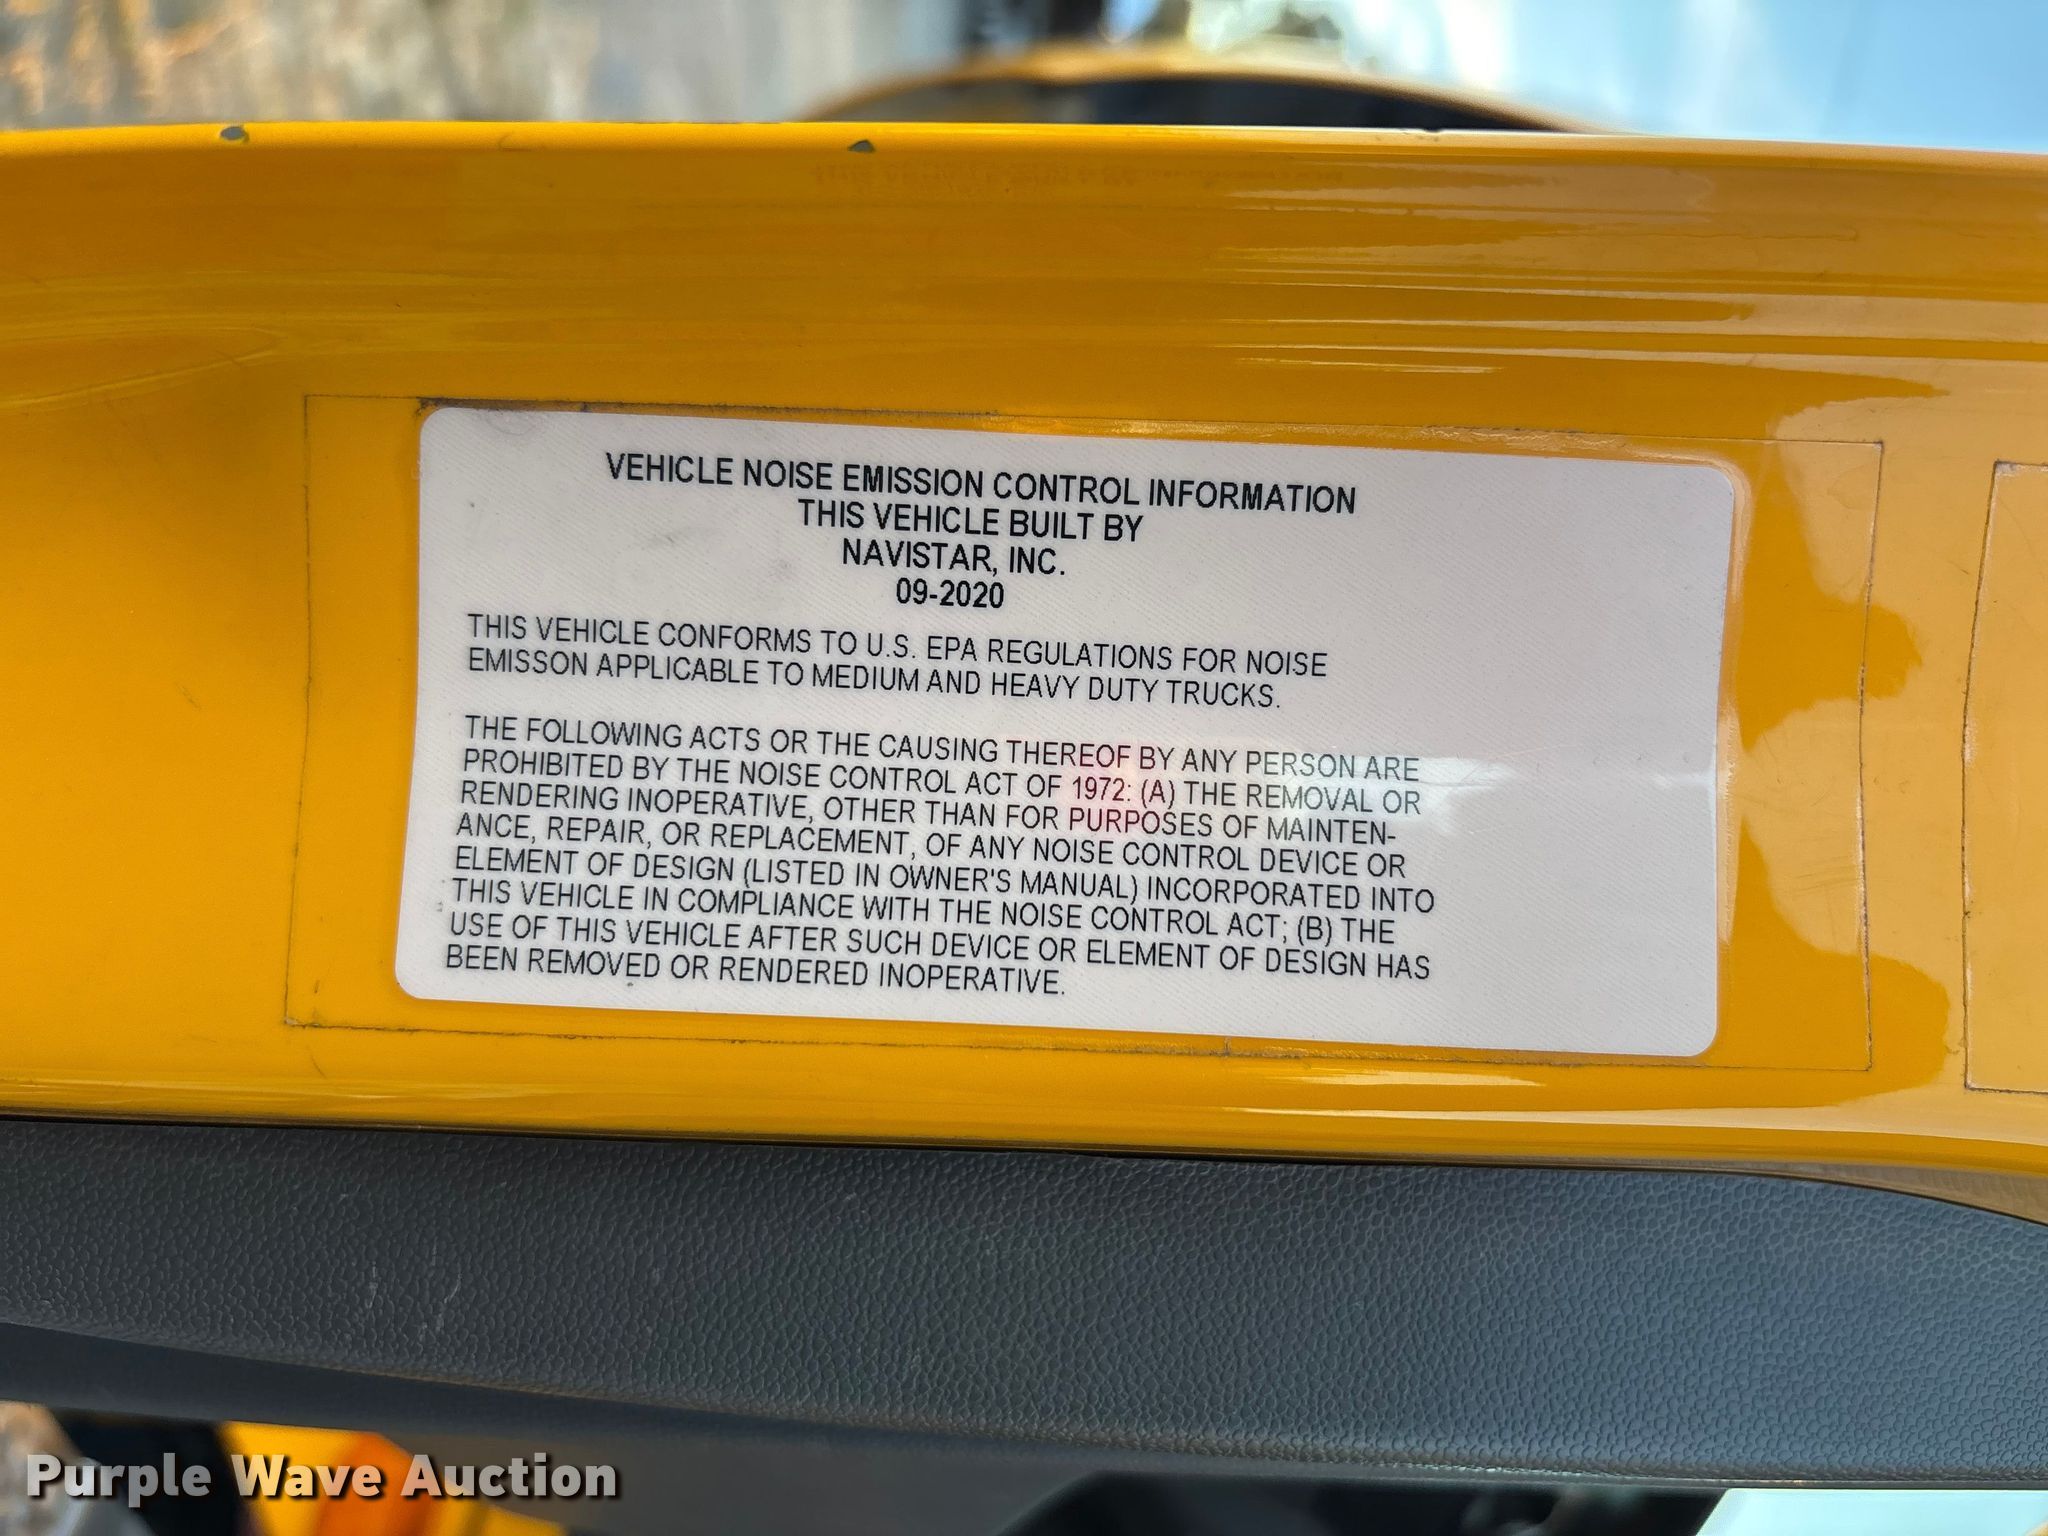 VEHICLE NOISE EMISSION CONTROL INFORMATION
THIS VEHICLE BUILT BY
NAVISTAR, INC.
09-2020
THIS VEHICLE CONFORMS TO U.S. EPA REGULATIONS FOR NOISE
EMISSON APPLICABLE TO MEDIUM AND HEAVY DUTY TRUCKS.
THE FOLLOWING ACTS OR THE CAUSING THEREOF BY ANY PERSON ARE
PROHIBITED BY THE NOISE CONTROL ACT OF 1972: (A) THE REMOVAL OR
RENDERING INOPERATIVE, OTHER THAN FOR PURPOSES OF MAINTEN-
ANCE, REPAIR, OR REPLACEMENT, OF ANY NOISE CONTROL DEVICE OR
ELEMENT OF DESIGN (LISTED IN OWNER'S MANUAL) INCORPORATED INTO
THIS VEHICLE IN COMPLIANCE WITH THE NOISE CONTROL ACT; (B) THE
USE OF THIS VEHICLE AFTER SUCH DEVICE OR ELEMENT OF DESIGN HAS
BEEN REMOVED OR RENDERED INOPERATIVE.
Purple Wave Auction